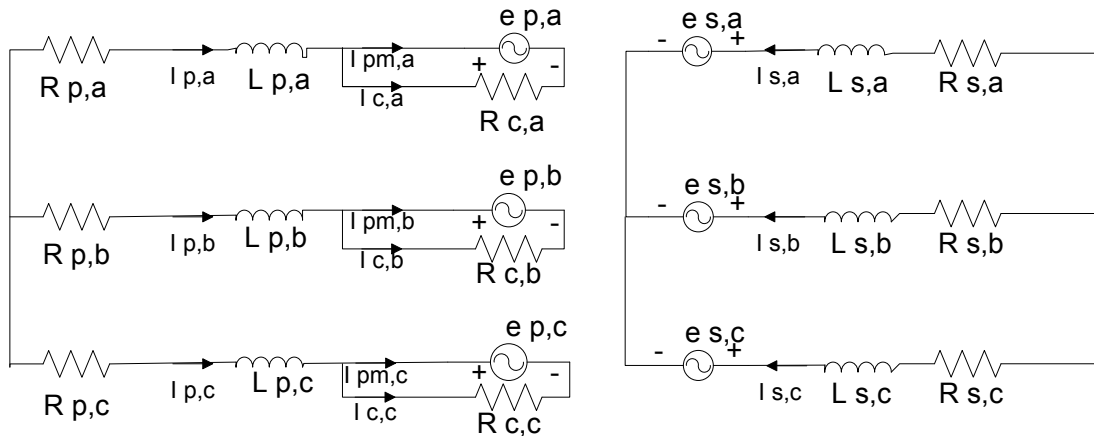 e p,a e s,a
- +
I p,a L p,a I pm,a + - I s,a L s,a R s,a
R p,a I c,a R c,a
e p,b e s,b
- +
I p,b L p,b I pm,b + - I s,b L s,b R s,b
R p,b I c,b R c,b
e p,c e s,c
- +
I p,c L p,c I pm,c + - I s,c L s,c R s,c
R p,c I c,c R c,c